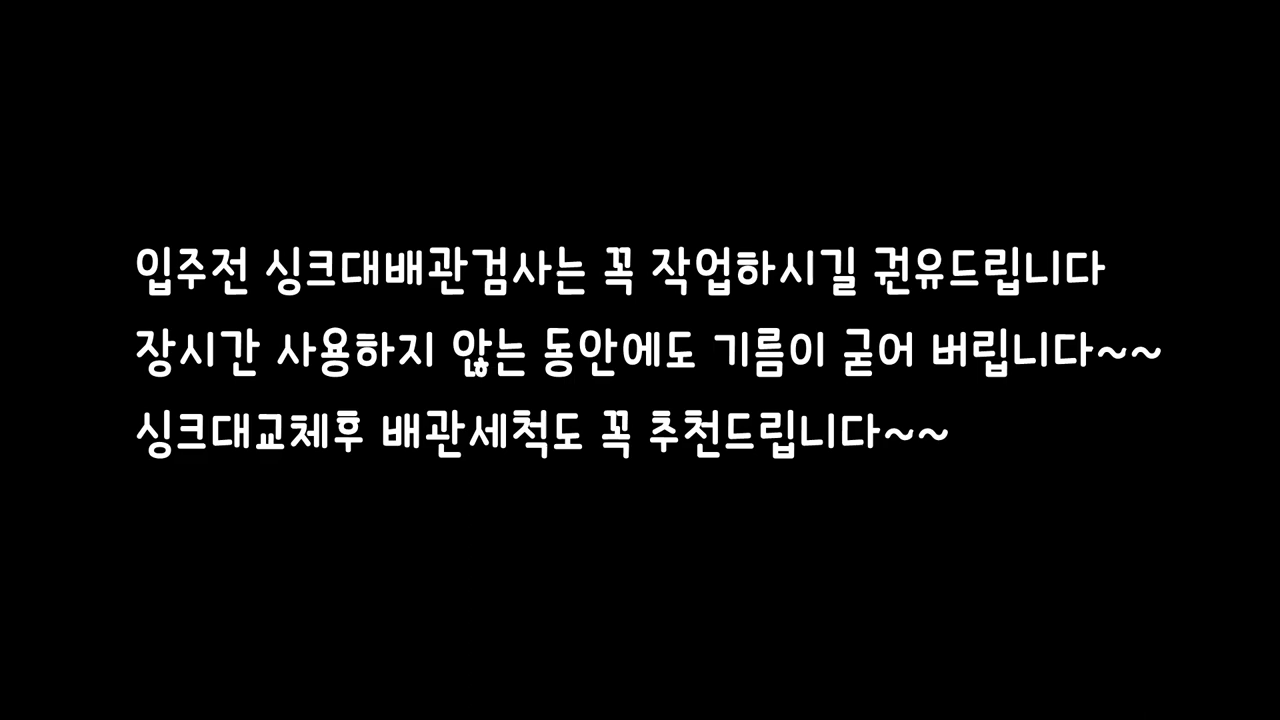 입주전 싱크대배관검사는 꼭 작업하시길 권유드립니다
장시간 사용하지 않는 동안에도 기름이 굳어 버립니다~~
싱크대교체후 배관세척도 꼭 추천드립니다~~